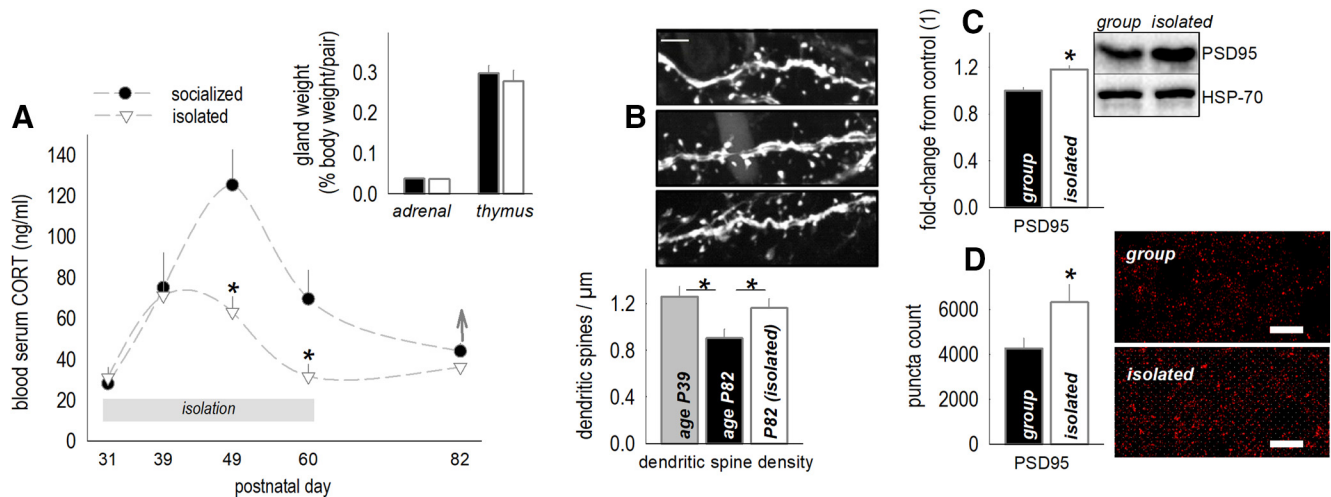 A
socialized
isolated
blood serum CORT (ng/ml)
140
120
100
80
60
40
20
0
*
*
isolation
31 39 49 60 82
postnatal day
gland weight
(% body weight/pair)
0.3
0.2
0.1
0.0
adrenal thymus
B
dendritic spines / µm
1.2
0.8
0.4
0.0
* *
age P39
age P82
P82 (isolated)
dendritic spine density
C
fold-change from control (1)
1.2
0.8
0.4
0.0
*
group
isolated
PSD95
group isolated
PSD95
HSP-70
D
puncta count
6000
4000
2000
0
*
group
isolated
PSD95
group
isolated